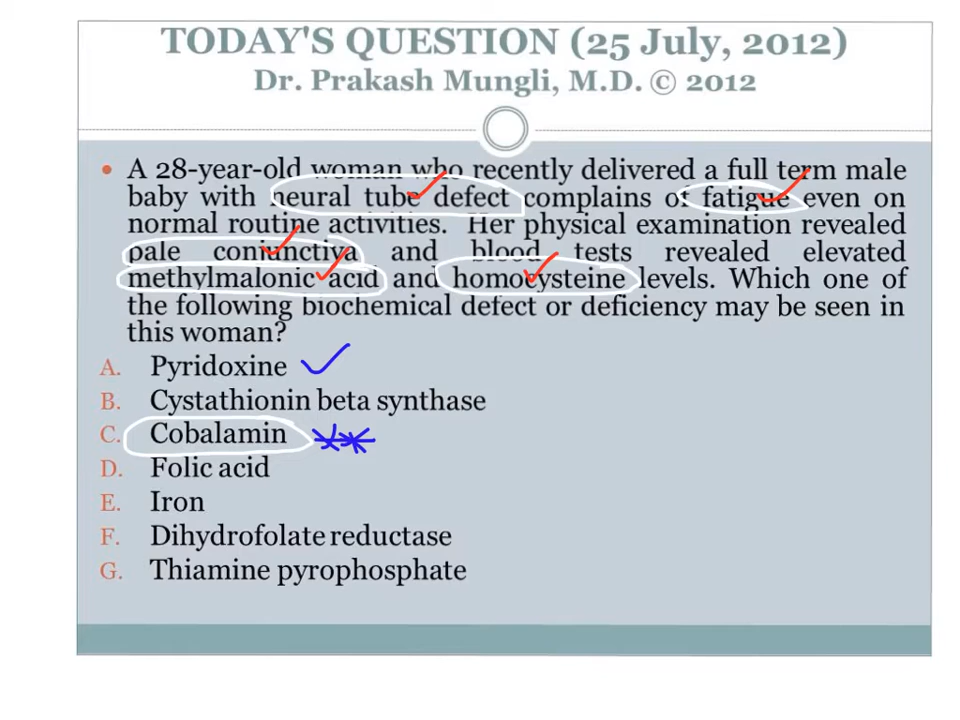 TODAY'S QUESTION (25 July, 2012)
Dr. Prakash Mungli, M.D. © 2012
• A 28-year-old woman who recently delivered a full term male
baby with neural tube defect complains of fatigue even on
normal routine activities. Her physical examination revealed
pale conjunctiva and blood tests revealed elevated
methylmalonic acid and homocysteine levels. Which one of
the following biochemical defect or deficiency may be seen in
this woman?
A. Pyridoxine
B. Cystathionin beta synthase
C. Cobalamin
D. Folic acid
E. Iron
F. Dihydrofolate reductase
G. Thiamine pyrophosphate